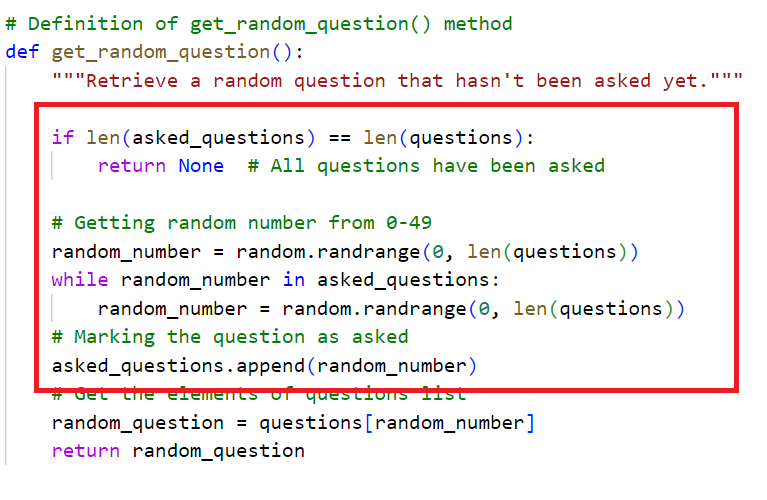 # Definition of get_random_question() method
def get_random_question():
"""Retrieve a random question that hasn't been asked yet."""
if len(asked_questions) == len(questions):
return None  # All questions have been asked
# Getting random number from 0-49
random_number = random.randrange(0, len(questions))
while random_number in asked_questions:
random_number = random.randrange(0, len(questions))
# Marking the question as asked
asked_questions.append(random_number)
# Get the elements of questions list
random_question = questions[random_number]
return random_question